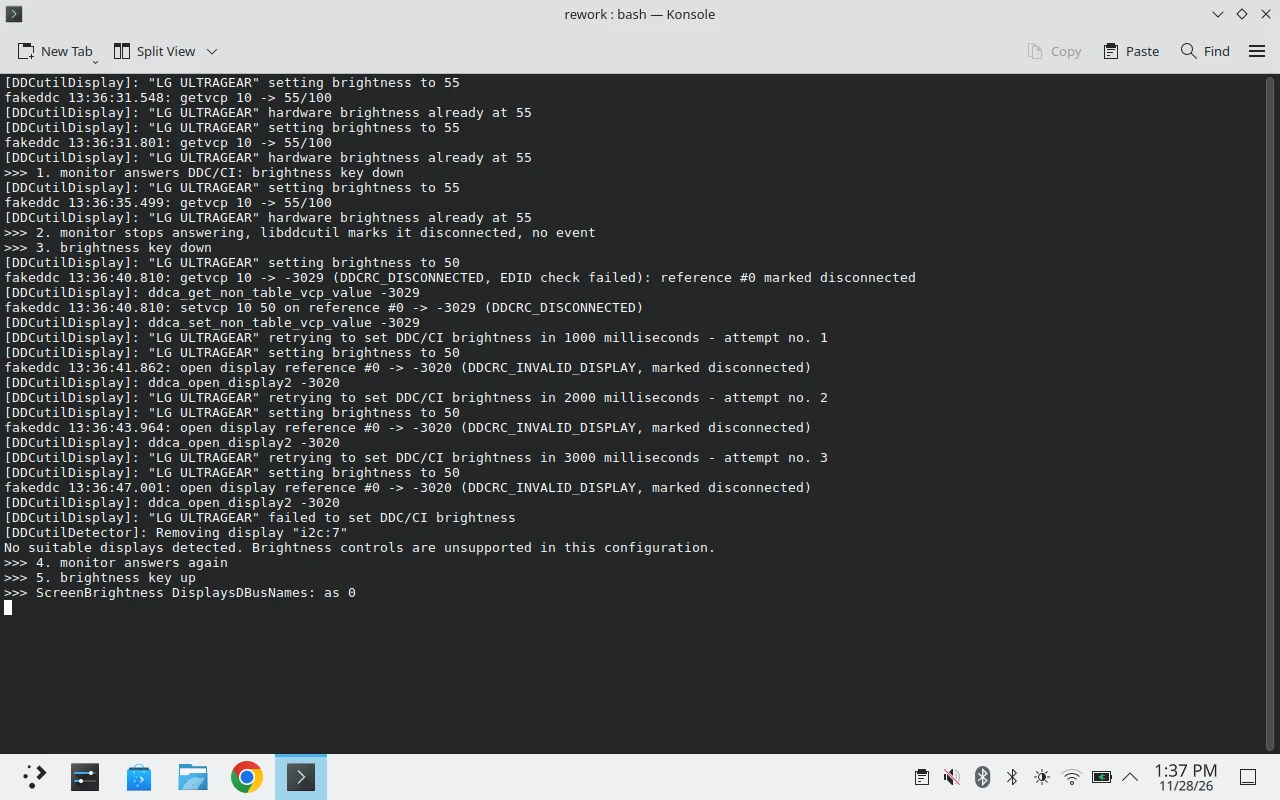 rework : bash — Konsole
New Tab
Split View
Copy
Paste
Find
[DDCutilDisplay]: "LG ULTRAGEAR" setting brightness to 55
fakeddc 13:36:31.548: getvcp 10 -> 55/100
[DDCutilDisplay]: "LG ULTRAGEAR" hardware brightness already at 55
[DDCutilDisplay]: "LG ULTRAGEAR" setting brightness to 55
fakeddc 13:36:31.801: getvcp 10 -> 55/100
[DDCutilDisplay]: "LG ULTRAGEAR" hardware brightness already at 55
>>> 1. monitor answers DDC/CI: brightness key down
[DDCutilDisplay]: "LG ULTRAGEAR" setting brightness to 55
fakeddc 13:36:35.499: getvcp 10 -> 55/100
[DDCutilDisplay]: "LG ULTRAGEAR" hardware brightness already at 55
>>> 2. monitor stops answering, libddcutil marks it disconnected, no event
>>> 3. brightness key down
[DDCutilDisplay]: "LG ULTRAGEAR" setting brightness to 50
fakeddc 13:36:40.810: getvcp 10 -> -3029 (DDCRC_DISCONNECTED, EDID check failed): reference #0 marked disconnected
[DDCutilDisplay]: ddca_get_non_table_vcp_value -3029
fakeddc 13:36:40.810: setvcp 10 50 on reference #0 -> -3029 (DDCRC_DISCONNECTED)
[DDCutilDisplay]: ddca_set_non_table_vcp_value -3029
[DDCutilDisplay]: "LG ULTRAGEAR" retrying to set DDC/CI brightness in 1000 milliseconds - attempt no. 1
[DDCutilDisplay]: "LG ULTRAGEAR" setting brightness to 50
fakeddc 13:36:41.862: open display reference #0 -> -3020 (DDCRC_INVALID_DISPLAY, marked disconnected)
[DDCutilDisplay]: ddca_open_display2 -3020
[DDCutilDisplay]: "LG ULTRAGEAR" retrying to set DDC/CI brightness in 2000 milliseconds - attempt no. 2
[DDCutilDisplay]: "LG ULTRAGEAR" setting brightness to 50
fakeddc 13:36:43.964: open display reference #0 -> -3020 (DDCRC_INVALID_DISPLAY, marked disconnected)
[DDCutilDisplay]: ddca_open_display2 -3020
[DDCutilDisplay]: "LG ULTRAGEAR" retrying to set DDC/CI brightness in 3000 milliseconds - attempt no. 3
[DDCutilDisplay]: "LG ULTRAGEAR" setting brightness to 50
fakeddc 13:36:47.001: open display reference #0 -> -3020 (DDCRC_INVALID_DISPLAY, marked disconnected)
[DDCutilDisplay]: ddca_open_display2 -3020
[DDCutilDisplay]: "LG ULTRAGEAR" failed to set DDC/CI brightness
[DDCutilDetector]: Removing display "i2c:7"
No suitable displays detected. Brightness controls are unsupported in this configuration.
>>> 4. monitor answers again
>>> 5. brightness key up
>>> ScreenBrightness DisplaysDBusNames: as 0
1:37 PM
11/28/26